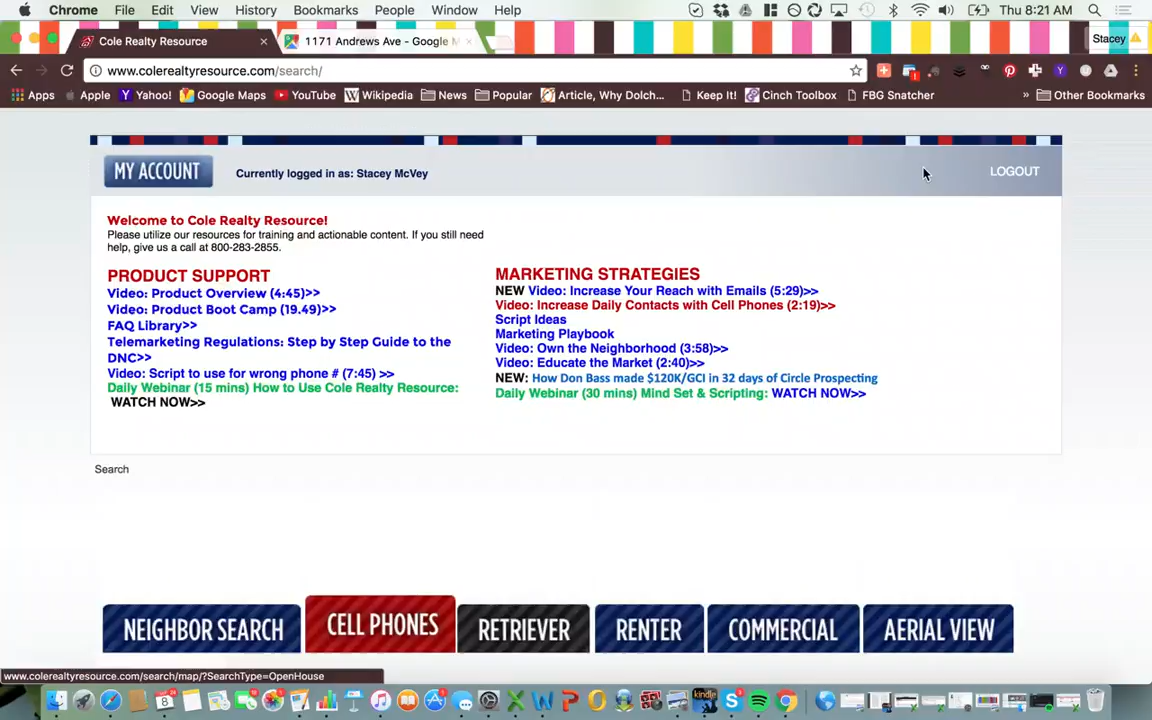 Chrome File Edit View History Bookmarks People Window Help Thu 8:21 AM
Cole Realty Resource 1171 Andrews Ave - Google M Stacey
www.colerealtyresource.com/search/
Apps Apple Yahoo! Google Maps YouTube Wikipedia News Popular Article, Why Dolch... Keep It! Cinch Toolbox FBG Snatcher » Other Bookmarks
MY ACCOUNT Currently logged in as: Stacey McVey LOGOUT
Welcome to Cole Realty Resource!
Please utilize our resources for training and actionable content. If you still need
help, give us a call at 800-283-2855.
PRODUCT SUPPORT
Video: Product Overview (4:45)>>
Video: Product Boot Camp (19.49)>>
FAQ Library>>
Telemarketing Regulations: Step by Step Guide to the
DNC>>
Video: Script to use for wrong phone # (7:45) >>
Daily Webinar (15 mins) How to Use Cole Realty Resource:
WATCH NOW>>
MARKETING STRATEGIES
NEW Video: Increase Your Reach with Emails (5:29)>>
Video: Increase Daily Contacts with Cell Phones (2:19)>>
Script Ideas
Marketing Playbook
Video: Own the Neighborhood (3:58)>>
Video: Educate the Market (2:40)>>
NEW: How Don Bass made $120K/GCI in 32 days of Circle Prospecting
Daily Webinar (30 mins) Mind Set & Scripting: WATCH NOW>>
Search
NEIGHBOR SEARCH CELL PHONES RETRIEVER RENTER COMMERCIAL AERIAL VIEW
www.colerealtyresource.com/search/map/?SearchType=OpenHouse
kindle